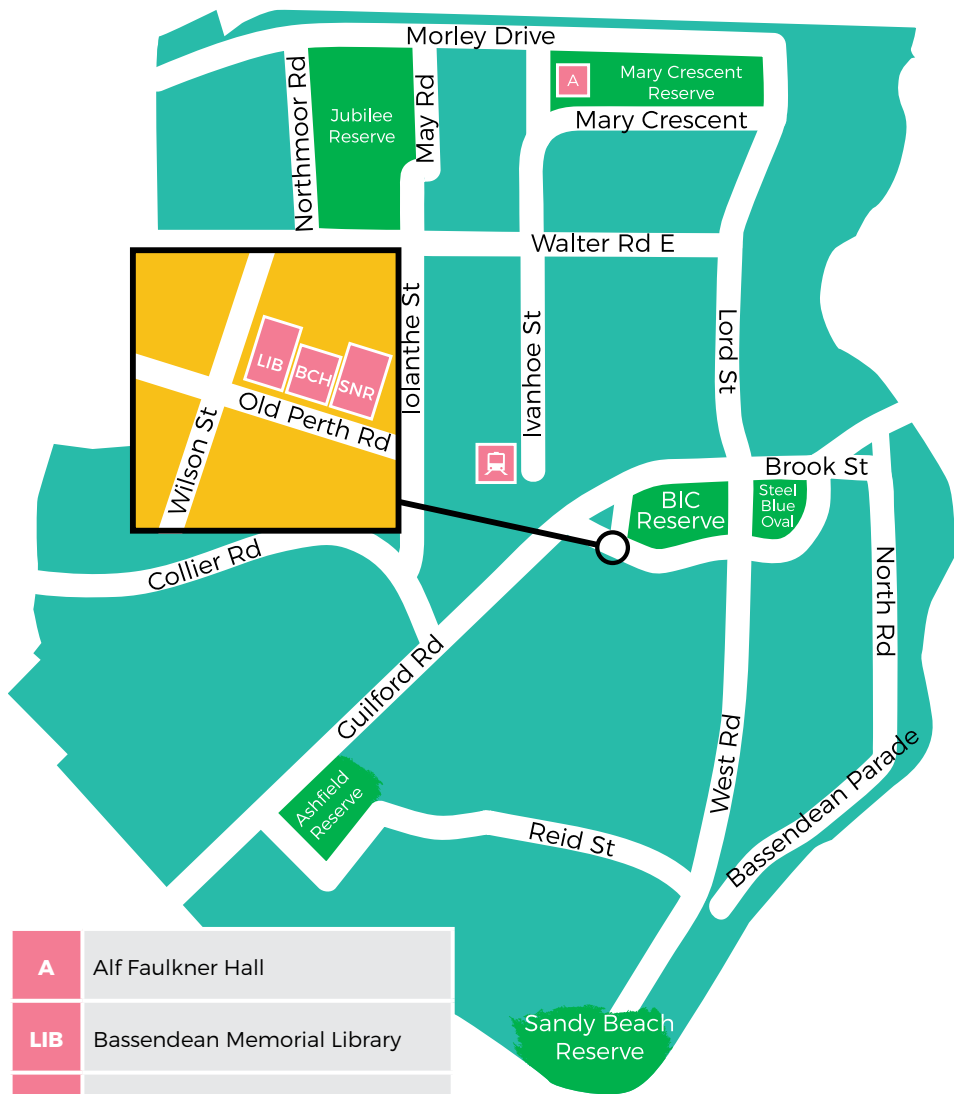 Morley Drive
Northmoor Rd
Jubilee
Reserve
May Rd
A
Mary Crescent
Reserve
Mary Crescent
Walter Rd E
Iolanthe St
Ivanhoe St
Lord St
LIB
BCH
SNR
Old Perth Rd
Wilson St
Brook St
BIC
Reserve
Steel
Blue
Oval
Collier Rd
North Rd
Guilford Rd
West Rd
Bassendean Parade
Ashfield
Reserve
Reid St
Sandy Beach
Reserve
A Alf Faulkner Hall
LIB Bassendean Memorial Library